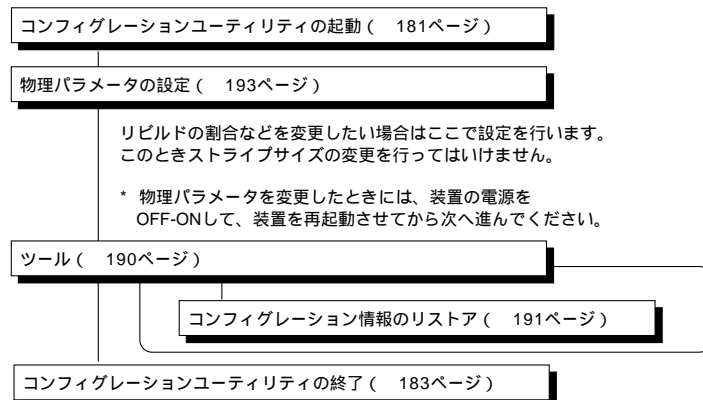 コンフィグレーションユーティリティの起動(　181ページ)
物理パラメータの設定(　193ページ)
リビルドの割合などを変更したい場合はここで設定を行います。
このときストライプサイズの変更を行ってはいけません。
* 物理パラメータを変更したときには、装置の電源を
OFF-ONして、装置を再起動させてから次へ進んでください。
ツール(　190ページ)
コンフィグレーション情報のリストア(　191ページ)
コンフィグレーションユーティリティの終了(　183ページ)